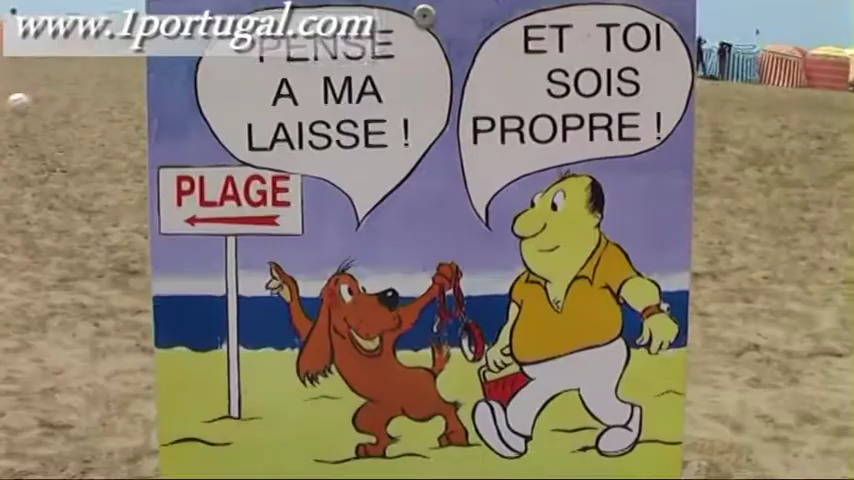 www.1portugal.com
PENSE
A MA
LAISSE !
ET TOI
SOIS
PROPRE !
PLAGE